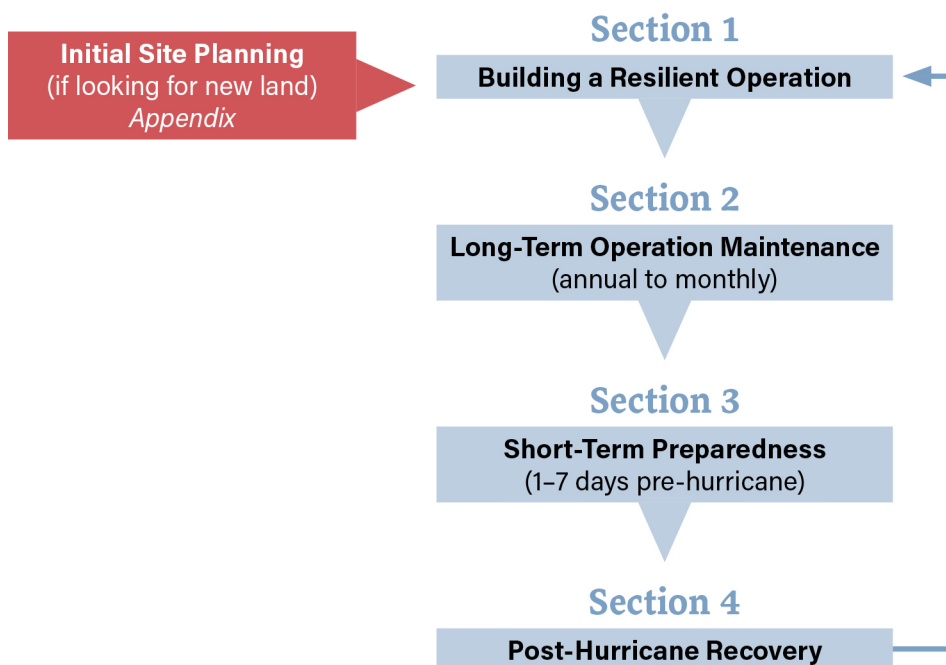 Initial Site Planning
(if looking for new land)
Appendix
Section 1
Building a Resilient Operation
Section 2
Long-Term Operation Maintenance
(annual to monthly)
Section 3
Short-Term Preparedness
(1–7 days pre-hurricane)
Section 4
Post-Hurricane Recovery